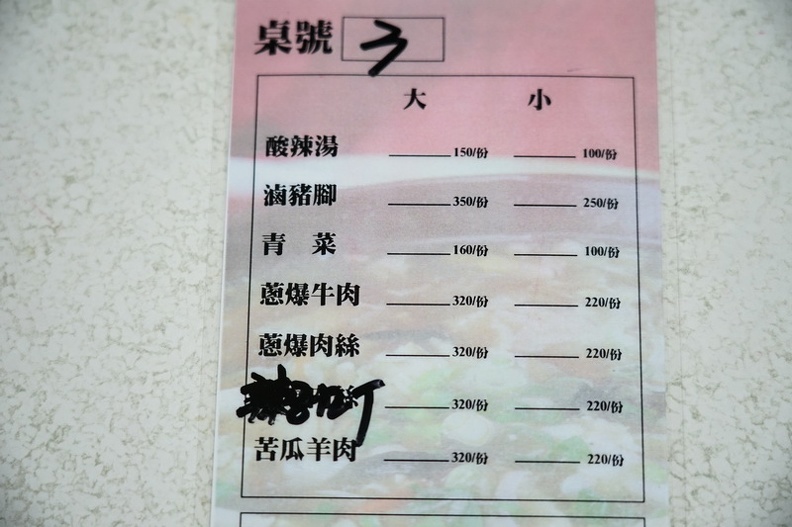 桌號 3
大 小
酸辣湯 150/份 100/份
滷豬腳 350/份 250/份
青 菜 160/份 100/份
蔥爆牛肉 320/份 220/份
蔥爆肉絲 320/份 220/份
絲 320/份 220/份
苦瓜羊肉 320/份 220/份